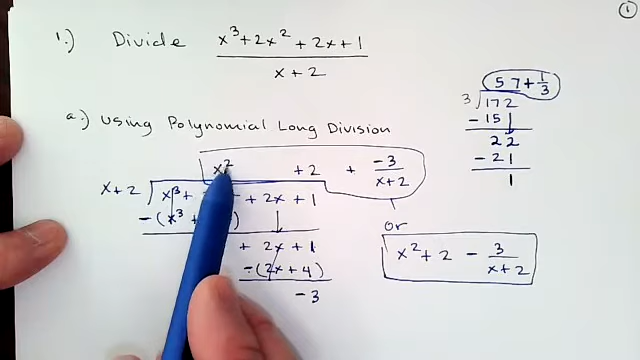 1
1.) Divide x³+2x²+2x+1
x+2
a.) Using Polynomial Long Division
x² +2 + -3
x+2
x+2 x³+ + 2x + 1
-(x³ + )
+ 2x + 1
-(2x+4)
-3
or
x²+2 - 3
x+2
57+1/3
3 172
-15
22
-21
1